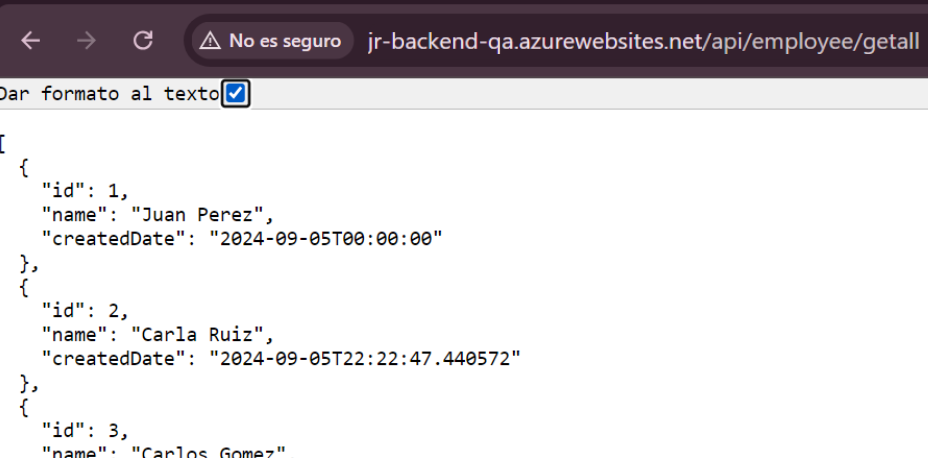 No es seguro jr-backend-qa.azurewebsites.net/api/employee/getall
Dar formato al texto
[
{
"id": 1,
"name": "Juan Perez",
"createdDate": "2024-09-05T00:00:00"
},
{
"id": 2,
"name": "Carla Ruiz",
"createdDate": "2024-09-05T22:22:47.440572"
},
{
"id": 3,
"name": "Carlos Gomez"